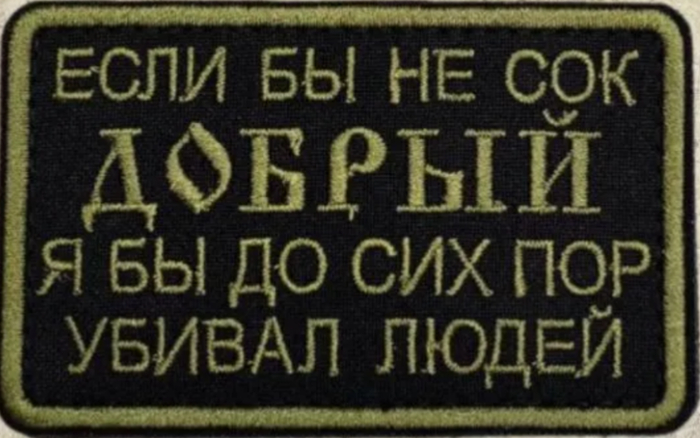 ЕСЛИ БЫ НЕ СОК
ДОБРЫЙ
Я БЫ ДО СИХ ПОР
УБИВАЛ ЛЮДЕЙ